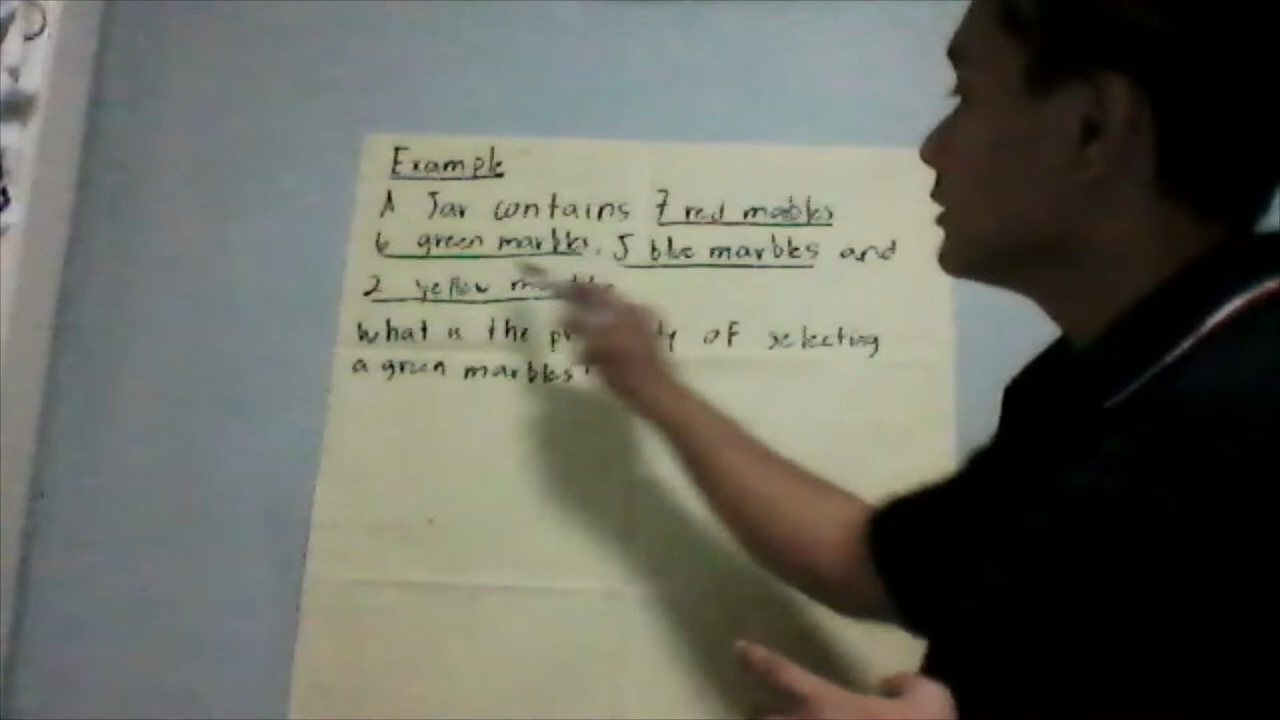 Example
A Jar contains 7 red mables
6 green marbles, 5 blue marbles and
2 yellow
What is the of selecting
a green marbles?